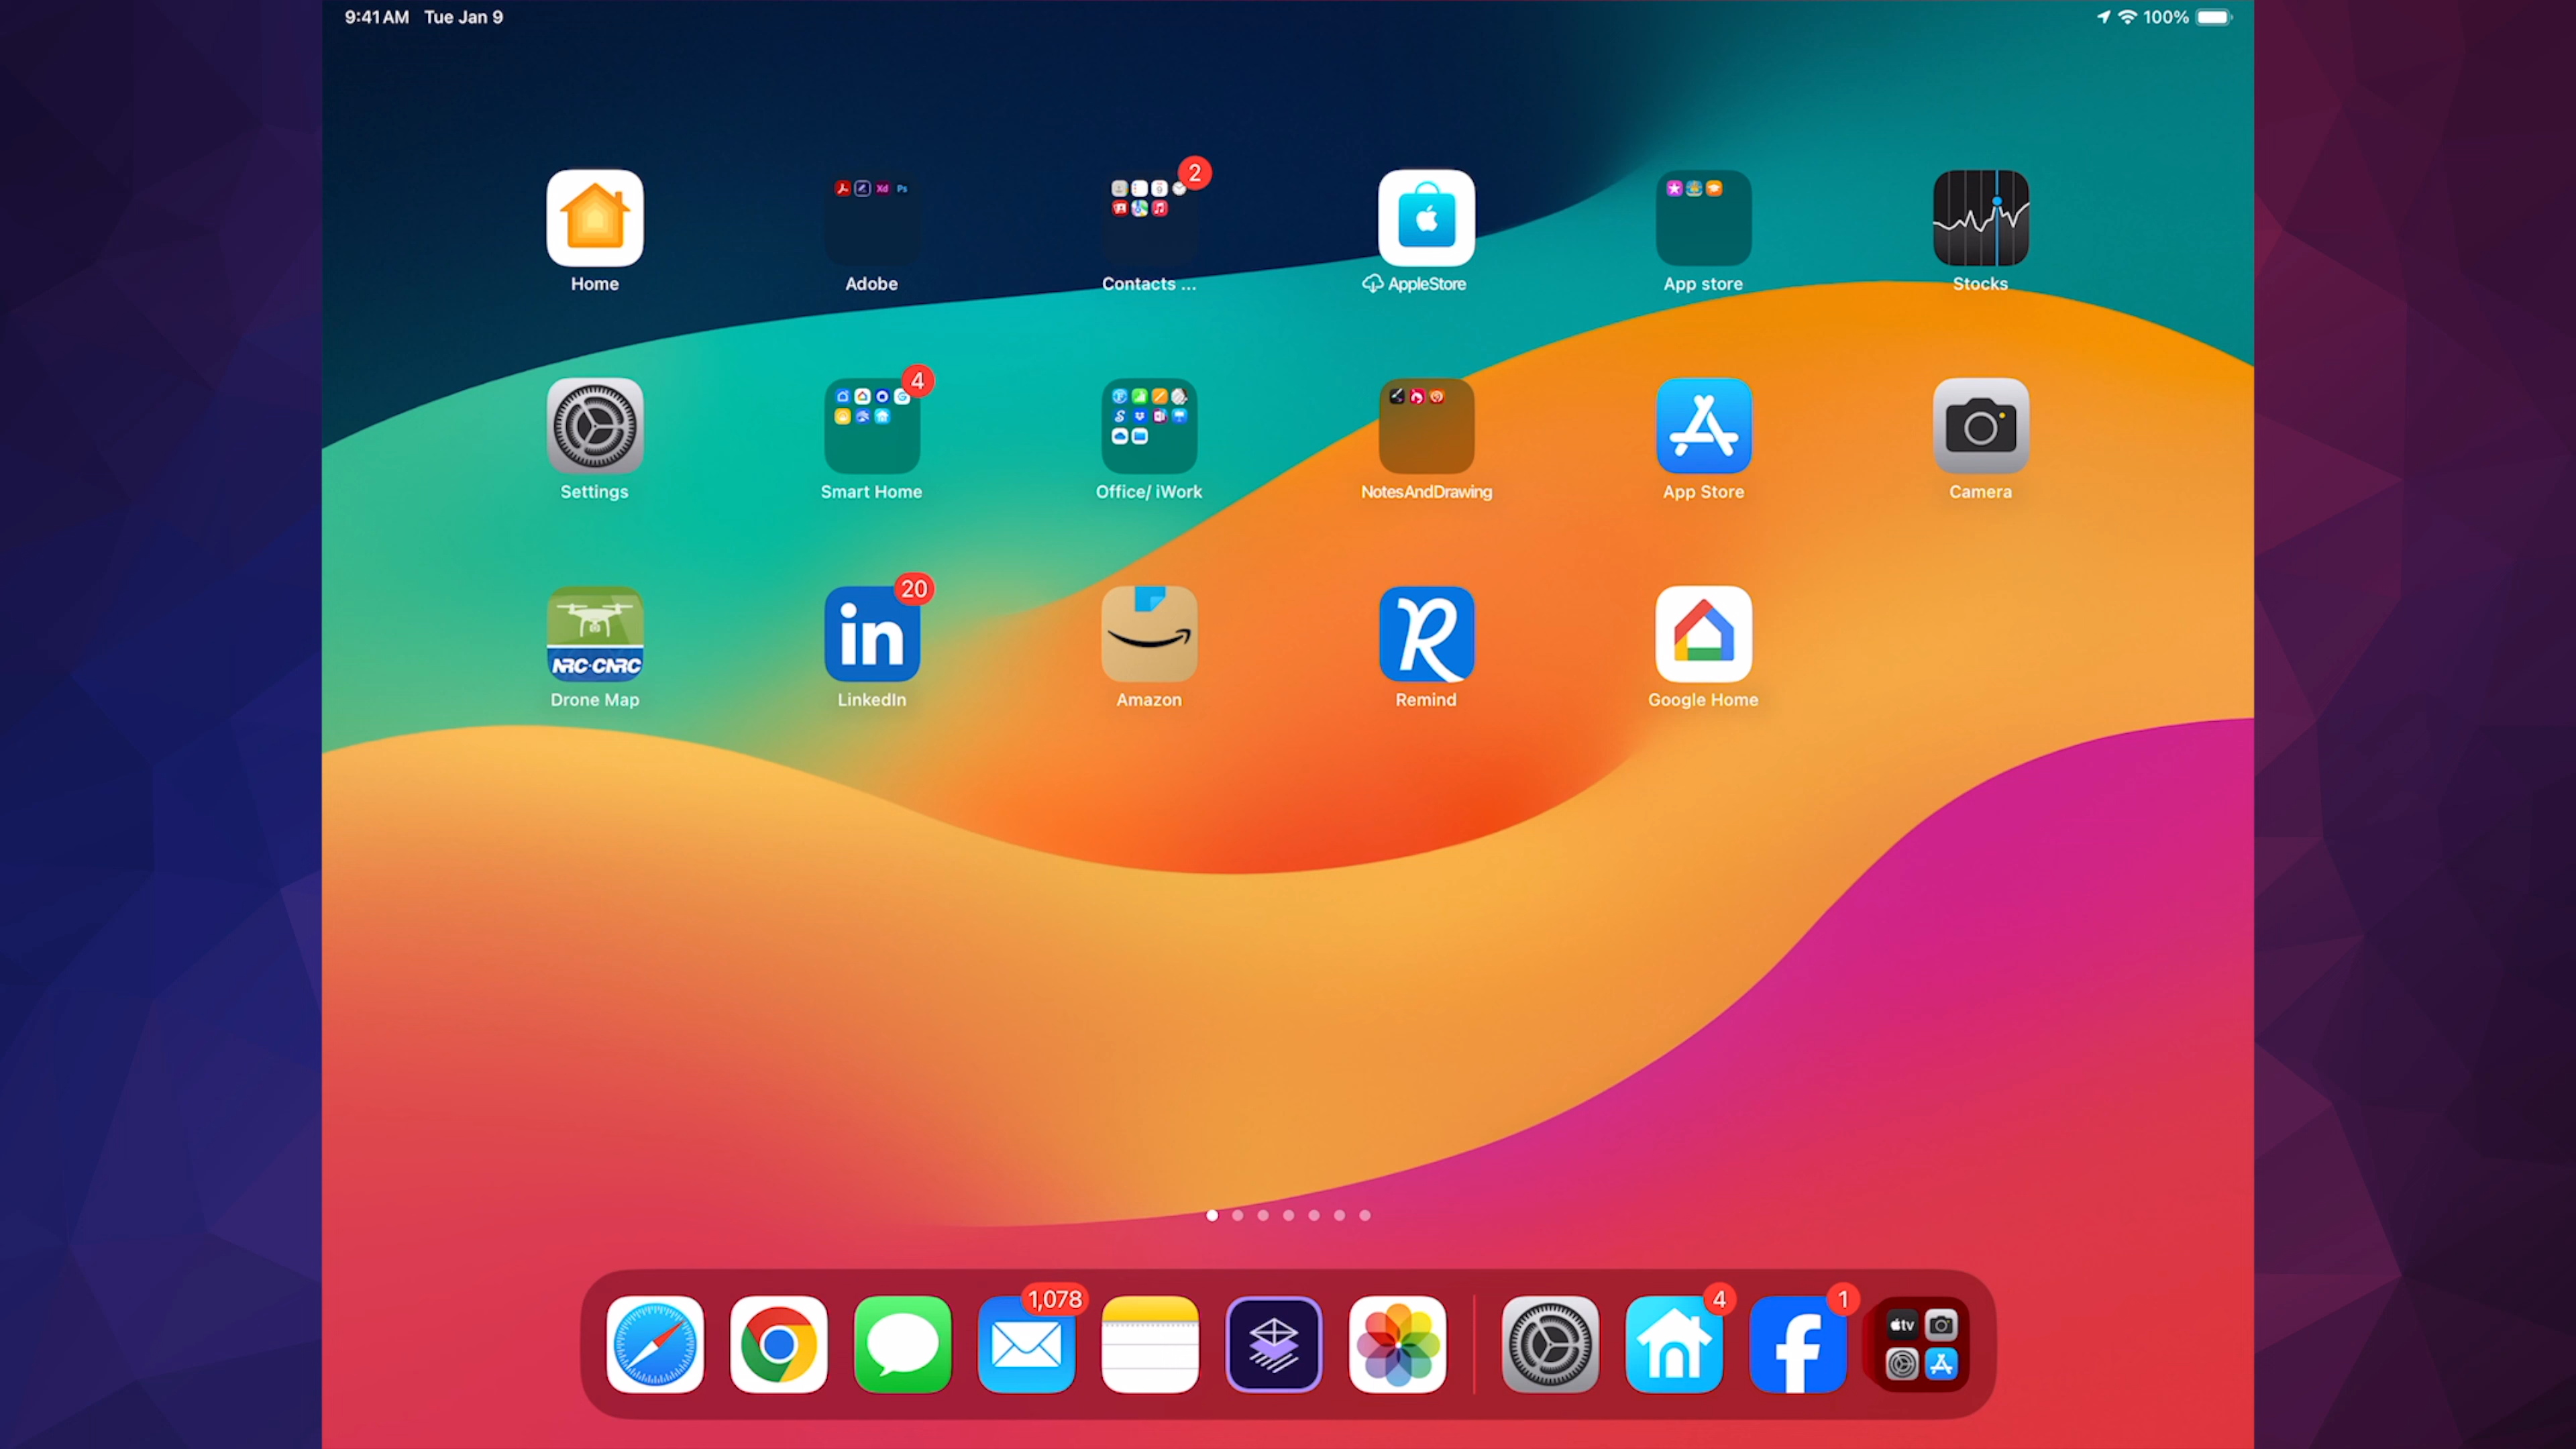 9:41 AM Tue Jan 9
100%
2
Xd Ps
Home
Adobe
Contacts ...
AppleStore
App store
Stocks
4
Settings
Smart Home
Office/ iWork
NotesAndDrawing
App Store
Camera
20
NRC·CNRC
in
R
Drone Map
LinkedIn
Amazon
Remind
Google Home
1,078
4
1
f
tv